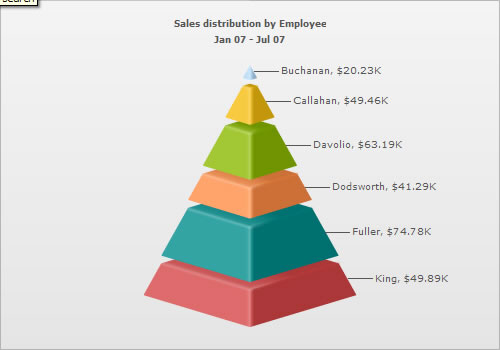 Sales distribution by Employee
Jan 07 - Jul 07
Buchanan, $20.23K
Callahan, $49.46K
Davolio, $63.19K
Dodsworth, $41.29K
Fuller, $74.78K
King, $49.89K